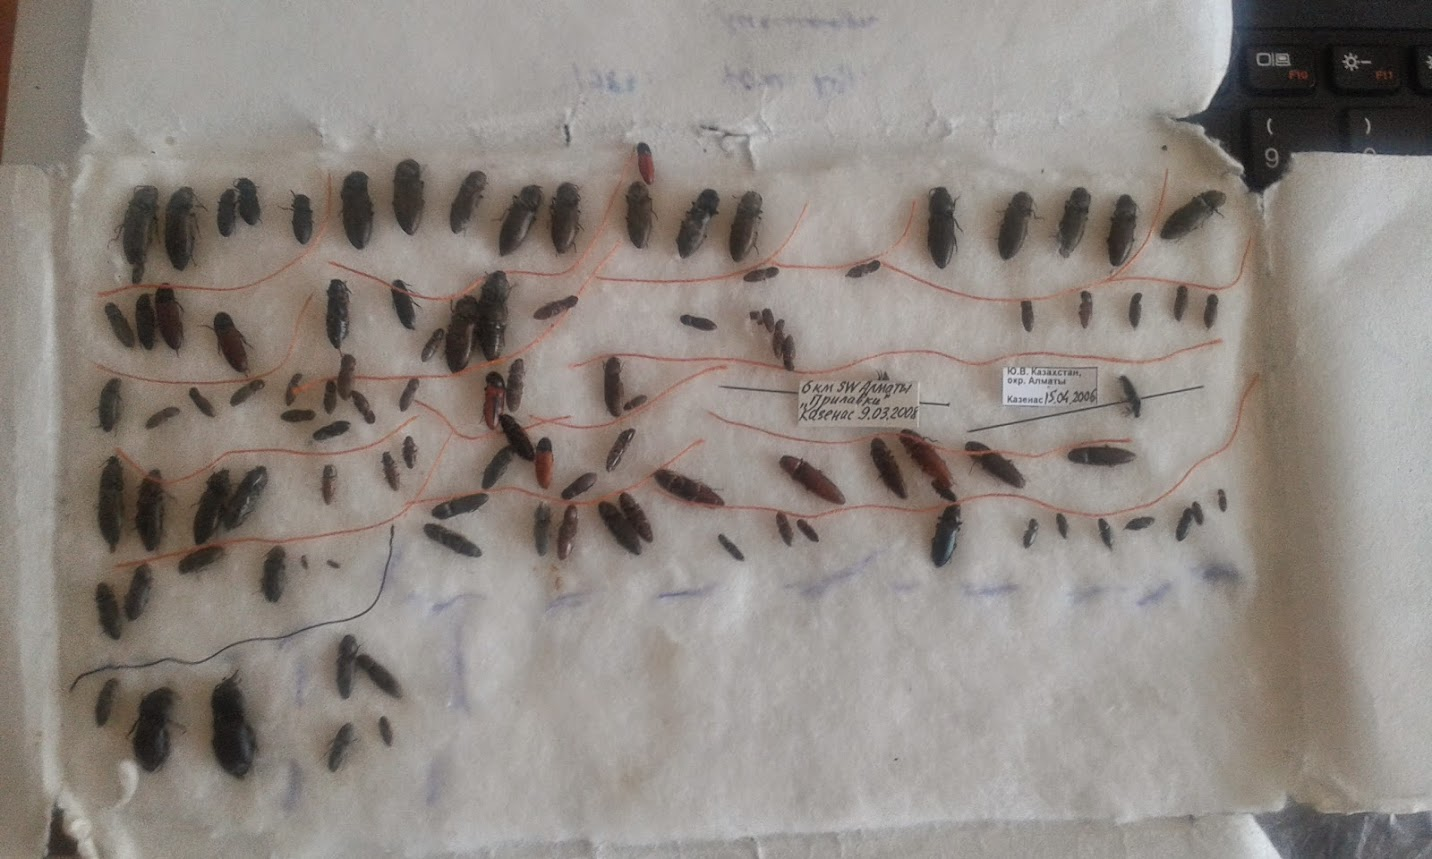 F10
F11
(
9
)
6 км SW Алматы
"Прилавки"
Казенас 9.03.2008
Ю.В. Казахстан,
окр. Алматы
Казенас 15.04.2006